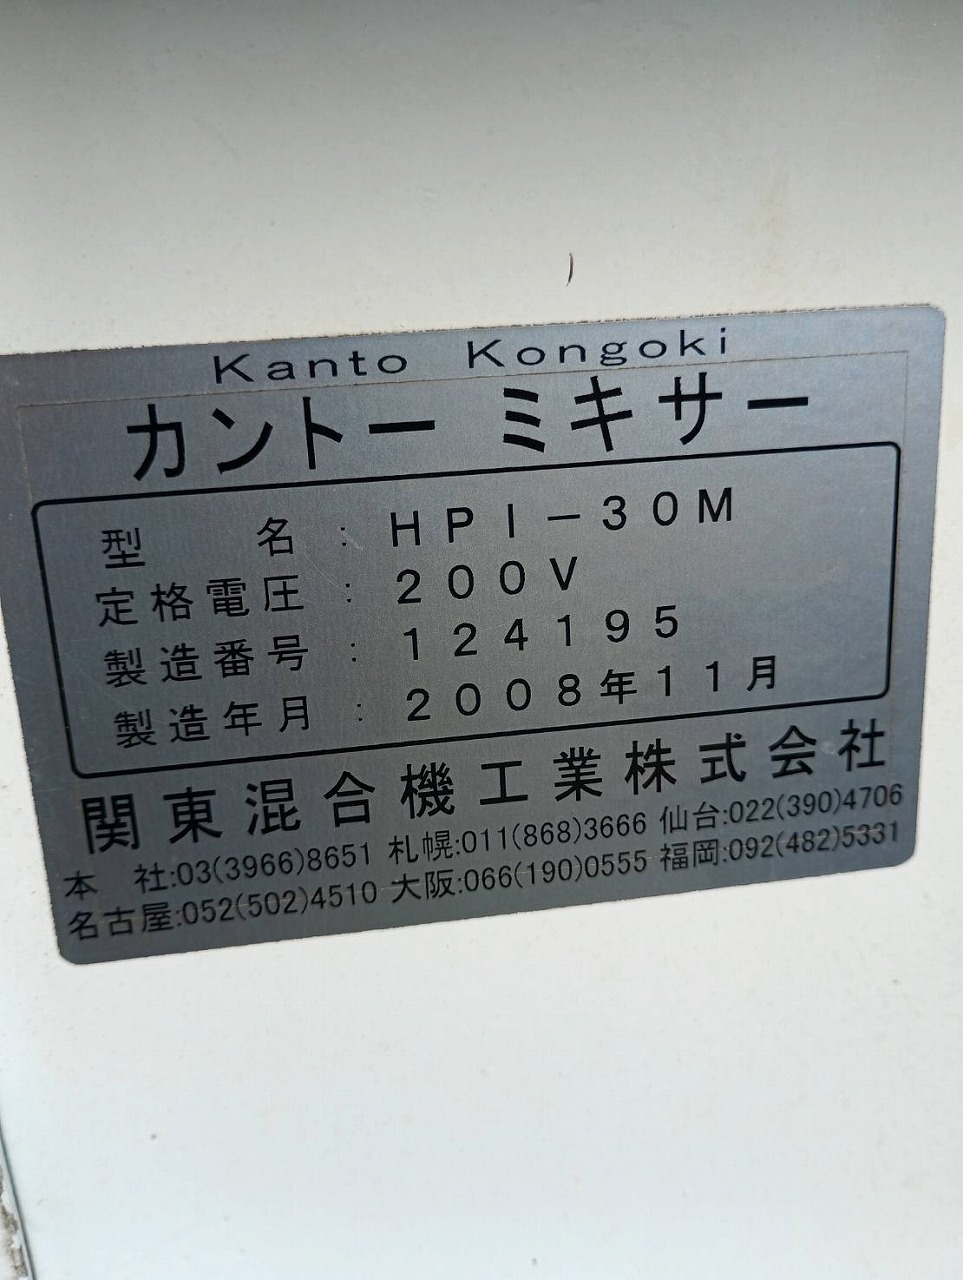 Kanto Kongoki
カントー ミキサー
型名：HPI－30M
定格電圧：200V
製造番号：124195
製造年月：2008年11月
関東混合機工業株式会社
本 社:03(3966)8651 札幌:011(868)3666 仙台:022(390)4706
名古屋:052(502)4510 大阪:066(190)0555 福岡:092(482)5331